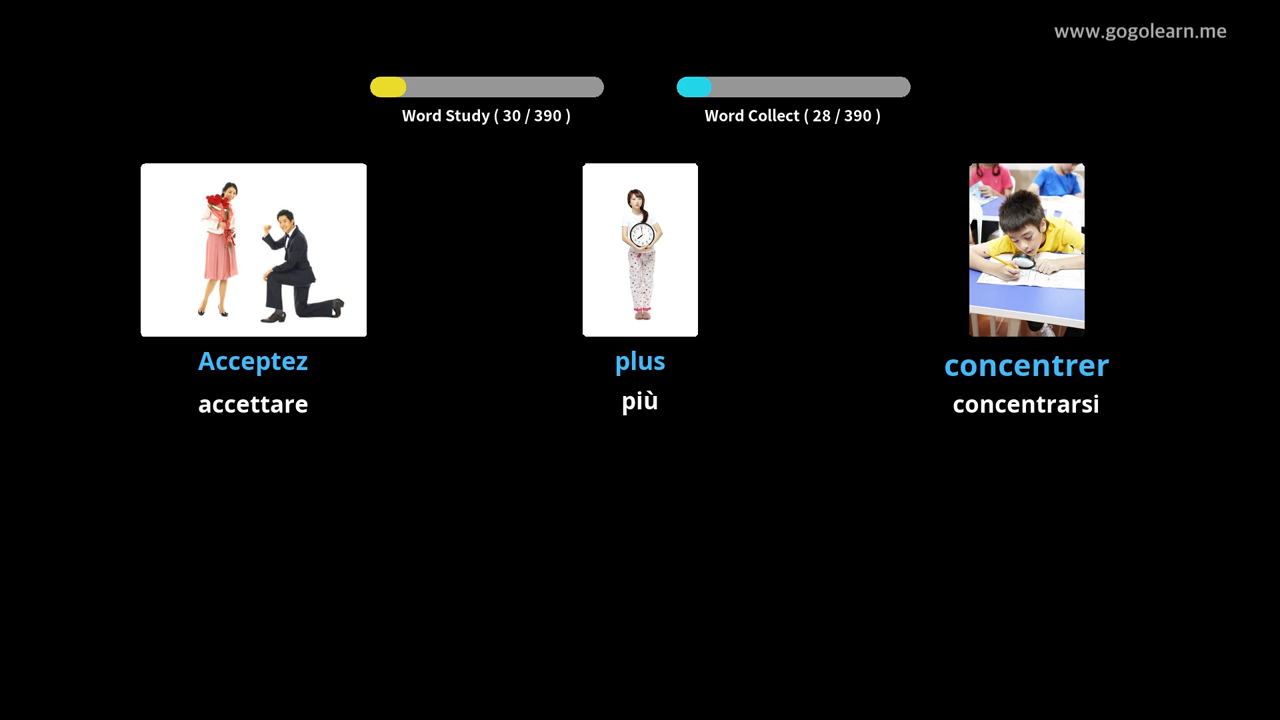 www.gogolearn.me
Word Study ( 30 / 390 )
Word Collect ( 28 / 390 )
Acceptez
accettare
plus
più
concentrer
concentrarsi